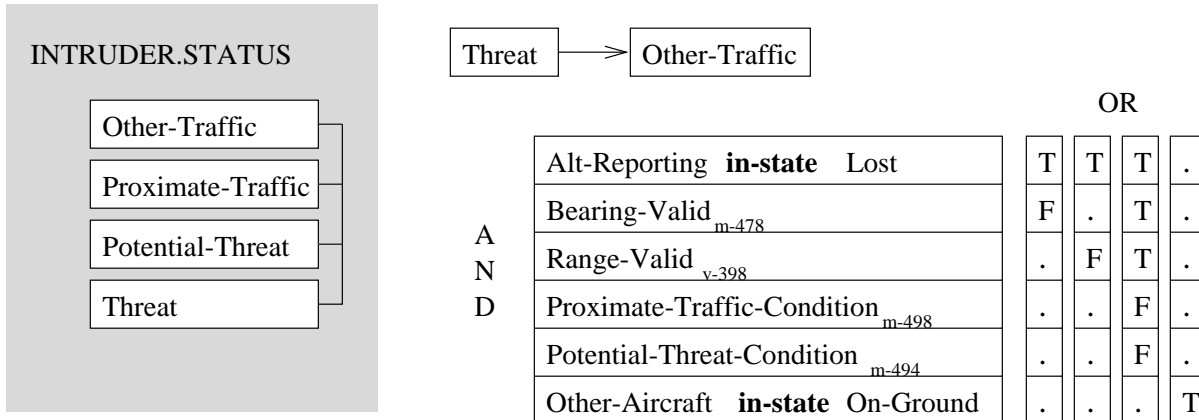 INTRUDER.STATUS
Other-Traffic
Proximate-Traffic
Potential-Threat
Threat
Threat Other-Traffic
OR
AND
Alt-Reporting in-state Lost T T T .
Bearing-Valid m-478 F . T .
Range-Valid v-398 . F T .
Proximate-Traffic-Condition m-498 . . F .
Potential-Threat-Condition m-494 . . F .
Other-Aircraft in-state On-Ground . . . T